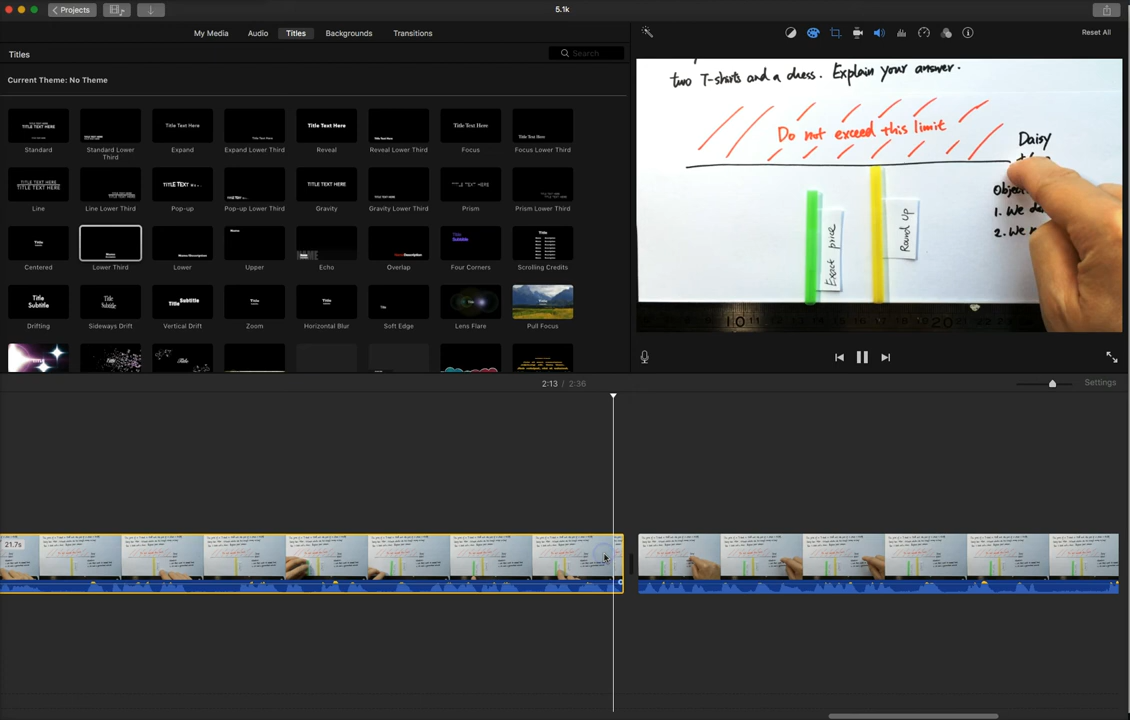 Projects
5.1k
My Media Audio Titles Backgrounds Transitions
Reset All
Titles
Search
Current Theme: No Theme
Standard
Standard Lower Third
Expand
Expand Lower Third
Reveal
Reveal Lower Third
Focus
Focus Lower Third
Line
Line Lower Third
Pop-up
Pop-up Lower Third
Gravity
Gravity Lower Third
Prism
Prism Lower Third
Centered
Lower Third
Lower
Upper
Echo
Overlap
Four Corners
Scrolling Credits
Drifting
Sideways Drift
Vertical Drift
Zoom
Horizontal Blur
Soft Edge
Lens Flare
Pull Focus
two T-shirts and a dress. Explain your answer.
Do not exceed this limit
Daisy
Exact price
Round up
1. We
2. We
10 11 12
20
2:13 / 2:36
Settings
21.7s